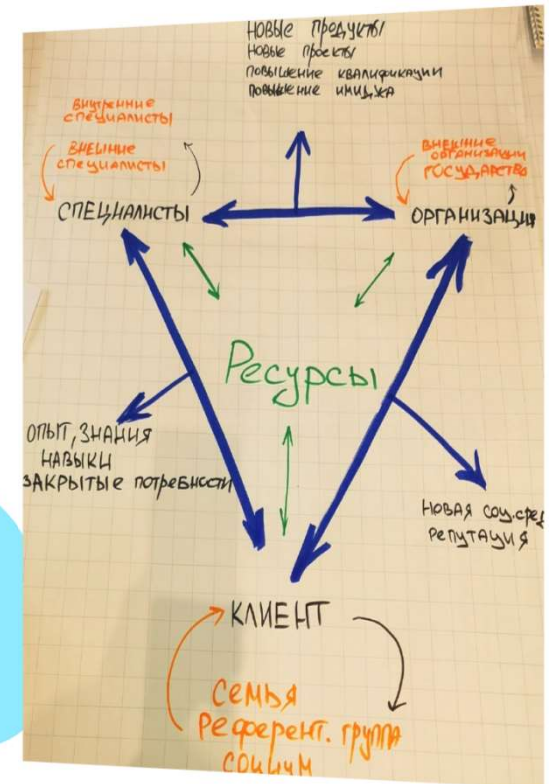 НОВЫЕ ПРОДУКТЫ
НОВЫЕ ПРОЕКТЫ
ПОВЫШЕНИЕ КВАЛИФИКАЦИИ
ПОВЫШЕНИЕ ИМИДЖА
ВНУТРЕННИЕ
СПЕЦИАЛИСТЫ
ВНЕШНИЕ
СПЕЦИАЛИСТЫ
ВНЕШНИЕ
ОРГАНИЗАЦИИ
ГОСУДАРСТВО
СПЕЦИАЛИСТЫ
ОРГАНИЗАЦИЯ
Ресурсы
ОПЫТ, ЗНАНИЯ
НАВЫКИ
ЗАКРЫТЫЕ ПОТРЕБНОСТИ
НОВАЯ СОЦ.СРЕД
РЕПУТАЦИЯ
КЛИЕНТ
СЕМЬЯ
РЕФЕРЕНТ. ГРУППА
СОЦИУМ